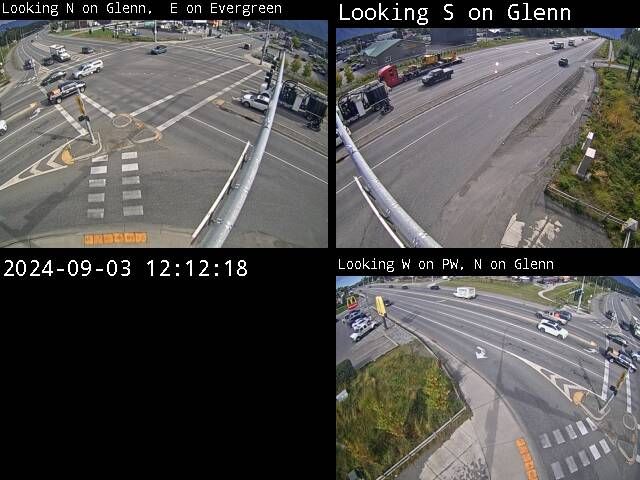 Looking N on Glenn, E on Evergreen
Looking S on Glenn
2024-09-03 12:12:18
Looking W on PW, N on Glenn